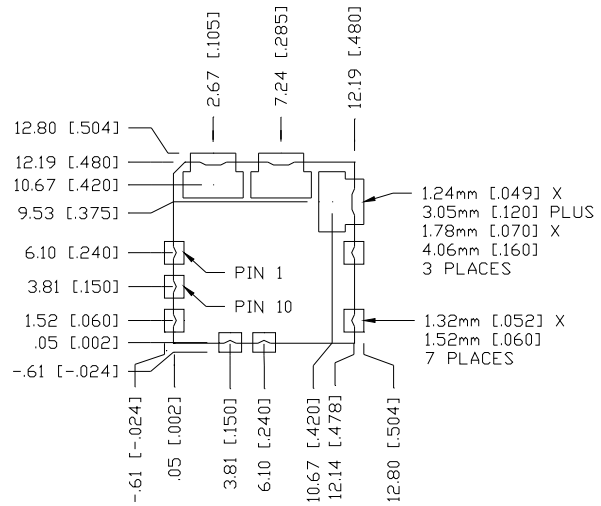 2.67 [.105]
7.24 [.285]
12.19 [.480]
12.80 [.504]
12.19 [.480]
10.67 [.420]
9.53 [.375]
6.10 [.240]
3.81 [.150]
1.52 [.060]
.05 [.002]
-.61 [-.024]
PIN 1
PIN 10
1.24mm [.049] X
3.05mm [.120] PLUS
1.78mm [.070] X
4.06mm [.160]
3 PLACES
1.32mm [.052] X
1.52mm [.060]
7 PLACES
-.61 [-.024]
.05 [.002]
3.81 [.150]
6.10 [.240]
10.67 [.420]
12.14 [.478]
12.80 [.504]